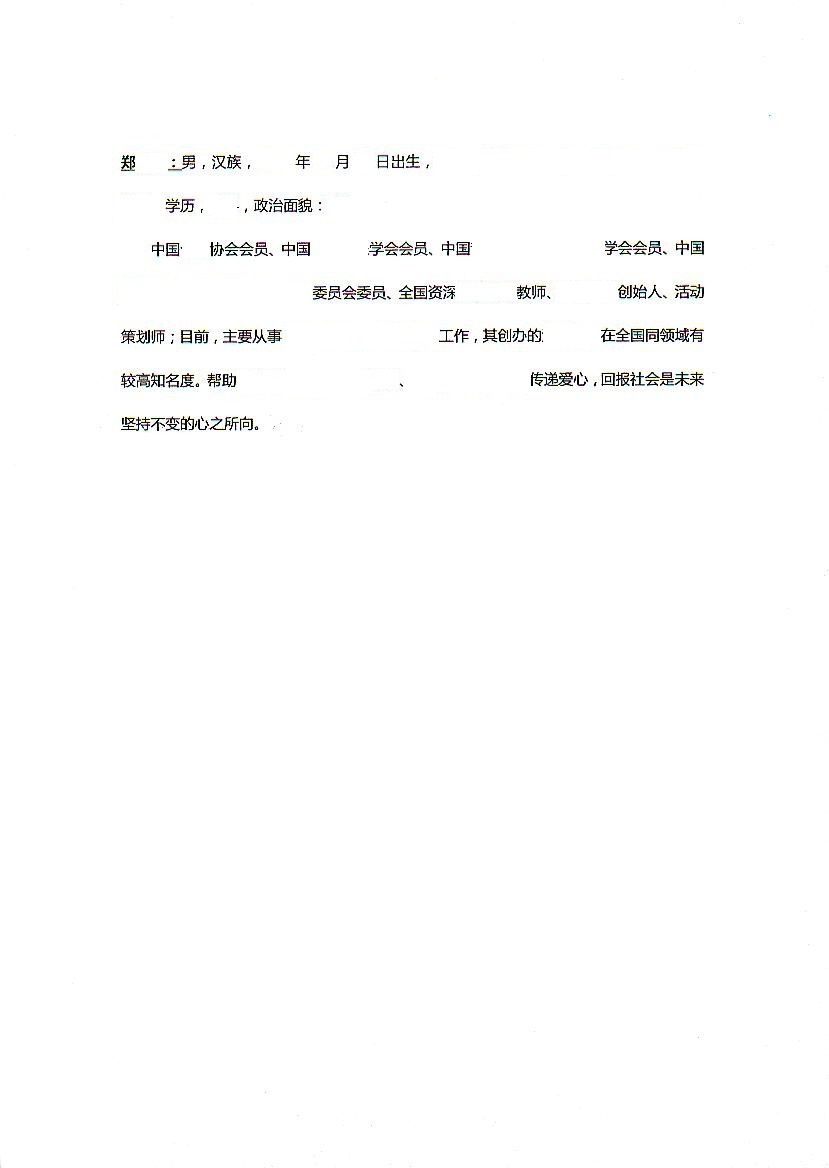 郑　　：男，汉族，　　年　月　日出生，
学历，　　，政治面貌：
中国　　协会会员、中国　　　学会会员、中国　　　　　　学会会员、中国
委员会委员、全国资深　　　教师、　　　创始人、活动
策划师；目前，主要从事　　　　　　　工作，其创办的　　　在全国同领域有
较高知名度。帮助　　　　　　　、　　　　　　传递爱心，回报社会是未来
坚持不变的心之所向。